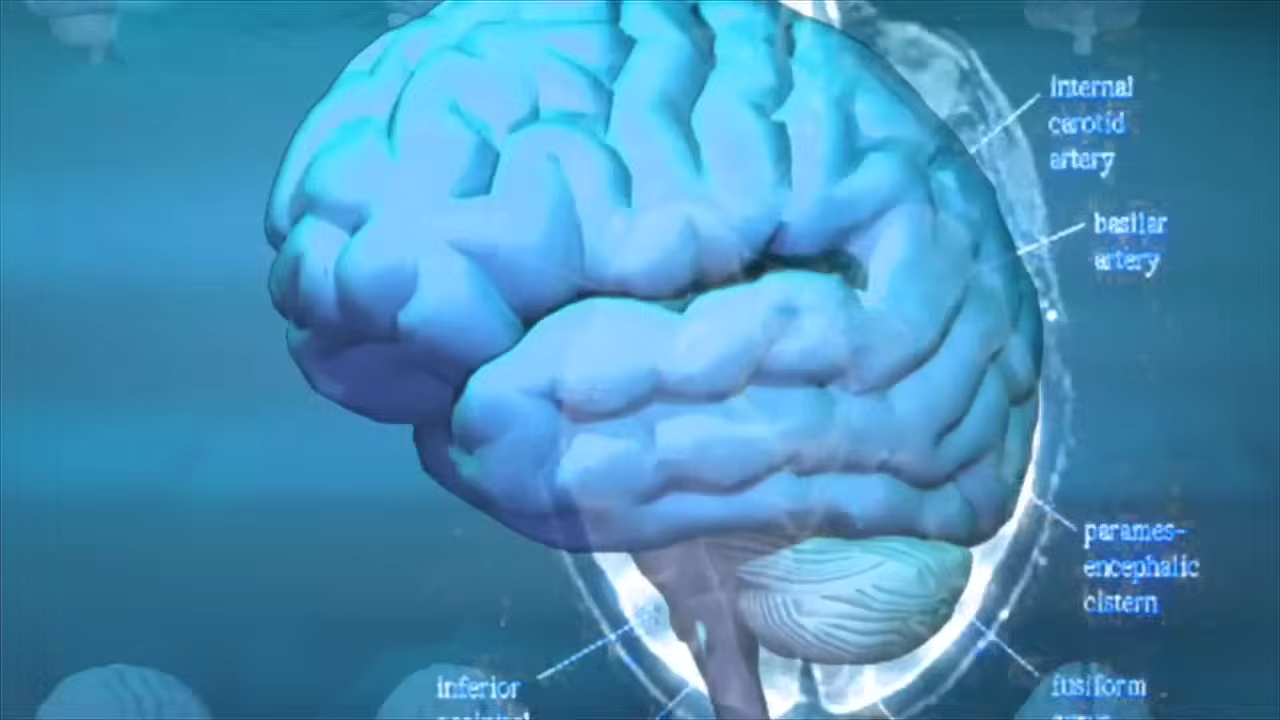 internal
carotid
artery
basilar
artery
parames-
encephalic
cistern
fusiform
inferior